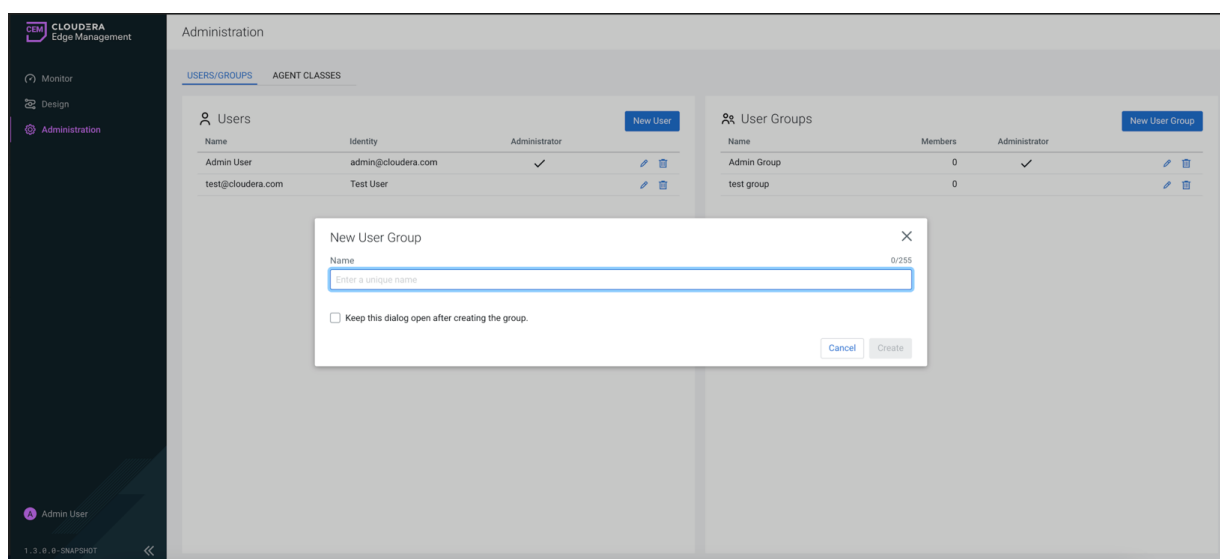 CEM
CLOUDERA
Edge Management
Monitor
Design
Administration
Admin User
1.3.0.0-SNAPSHOT
Administration
USERS/GROUPS AGENT CLASSES
Users New User
Name Identity Administrator
Admin User admin@cloudera.com
test@cloudera.com Test User
User Groups New User Group
Name Members Administrator
Admin Group 0
test group 0
New User Group
Name 0/255
Enter a unique name
Keep this dialog open after creating the group.
Cancel Create